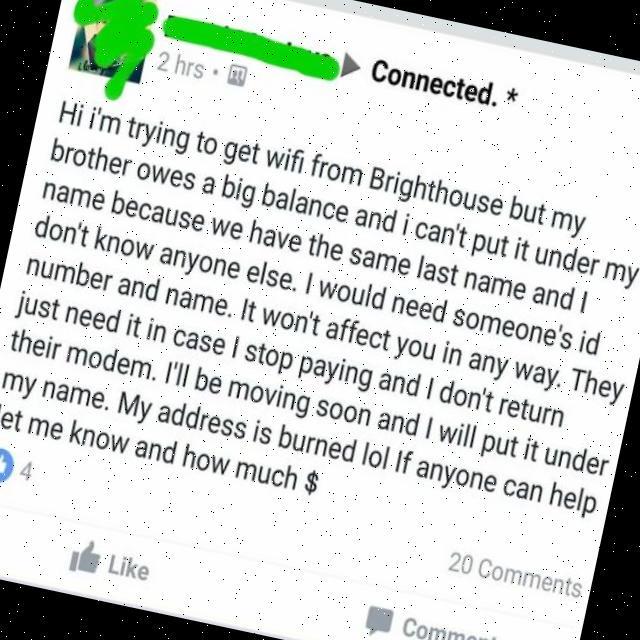 Connected. *
2 hrs •
Hi i'm trying to get wifi from Brighthouse but my
brother owes a big balance and i can't put it under my
name because we have the same last name and I
don't know anyone else. I would need someone's id
number and name. It won't affect you in any way. They
just need it in case I stop paying and I don't return
their modem. I'll be moving soon and I will put it under
my name. My address is burned lol If anyone can help
let me know and how much $
4
20 Comments
Like
Comment